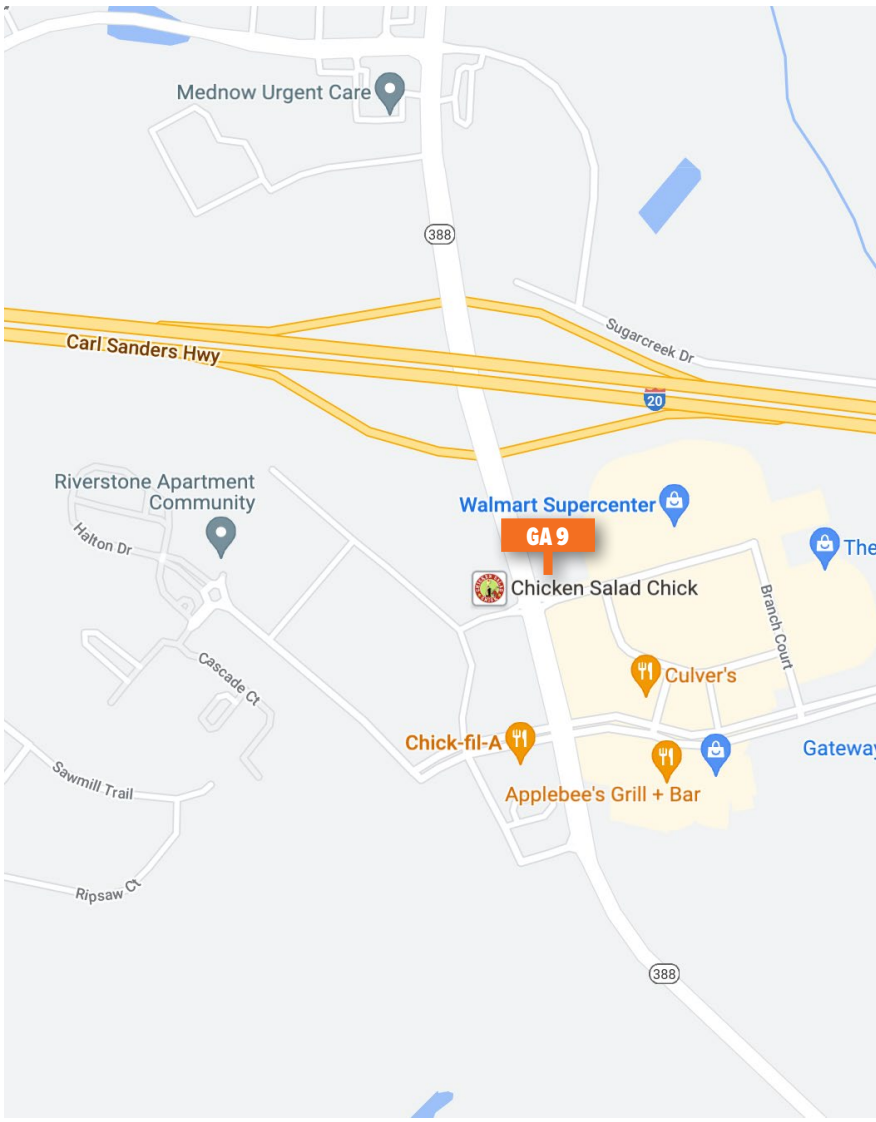 Mednow Urgent Care
388
Sugarcreek Dr
Carl Sanders Hwy
20
Riverstone Apartment
Community
Walmart Supercenter
GA 9
The
Halton Dr
Chicken Salad Chick
Branch Court
Cascade Ct
Culver's
Chick-fil-A
Gateway
Sawmill Trail
Applebee's Grill + Bar
Ripsaw Ct
388